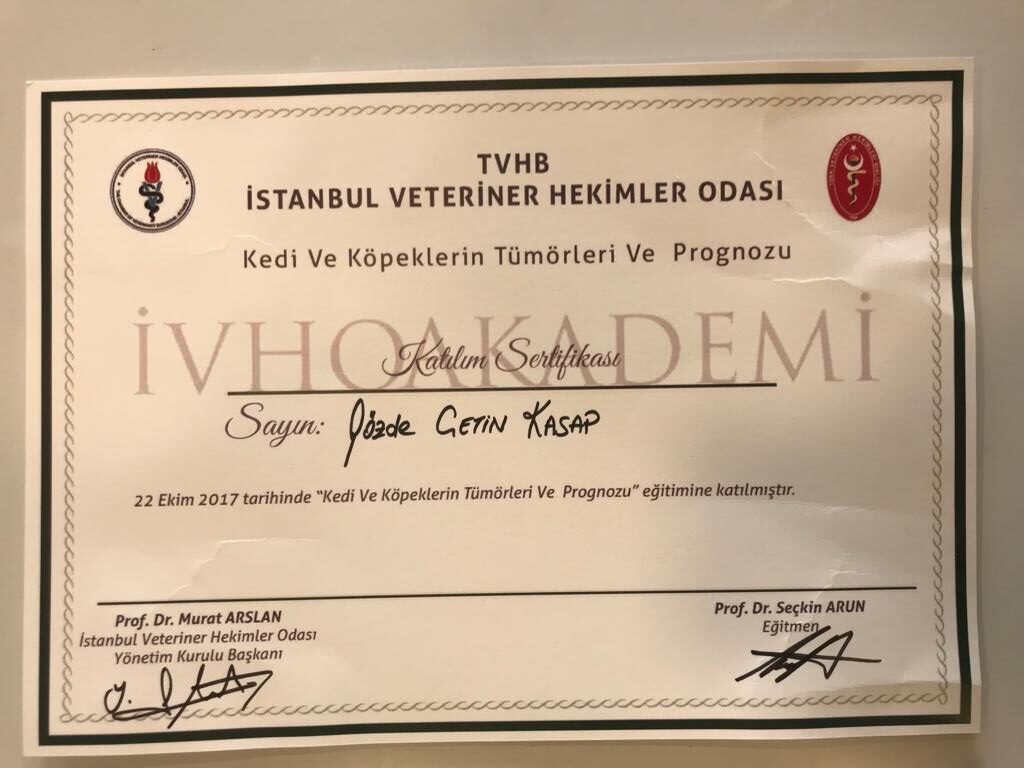 TVHB
İSTANBUL VETERİNER HEKİMLER ODASI
Kedi Ve Köpeklerin Tümörleri Ve Prognozu
İVHOAKADEMİ
Katılım Sertifikası
Sayın: Gözde ÇETİN KASAP
22 Ekim 2017 tarihinde “Kedi Ve Köpeklerin Tümörleri Ve Prognozu” eğitimine katılmıştır.
Prof. Dr. Murat ARSLAN
İstanbul Veteriner Hekimler Odası
Yönetim Kurulu Başkanı
Prof. Dr. Seçkin ARUN
Eğitmen